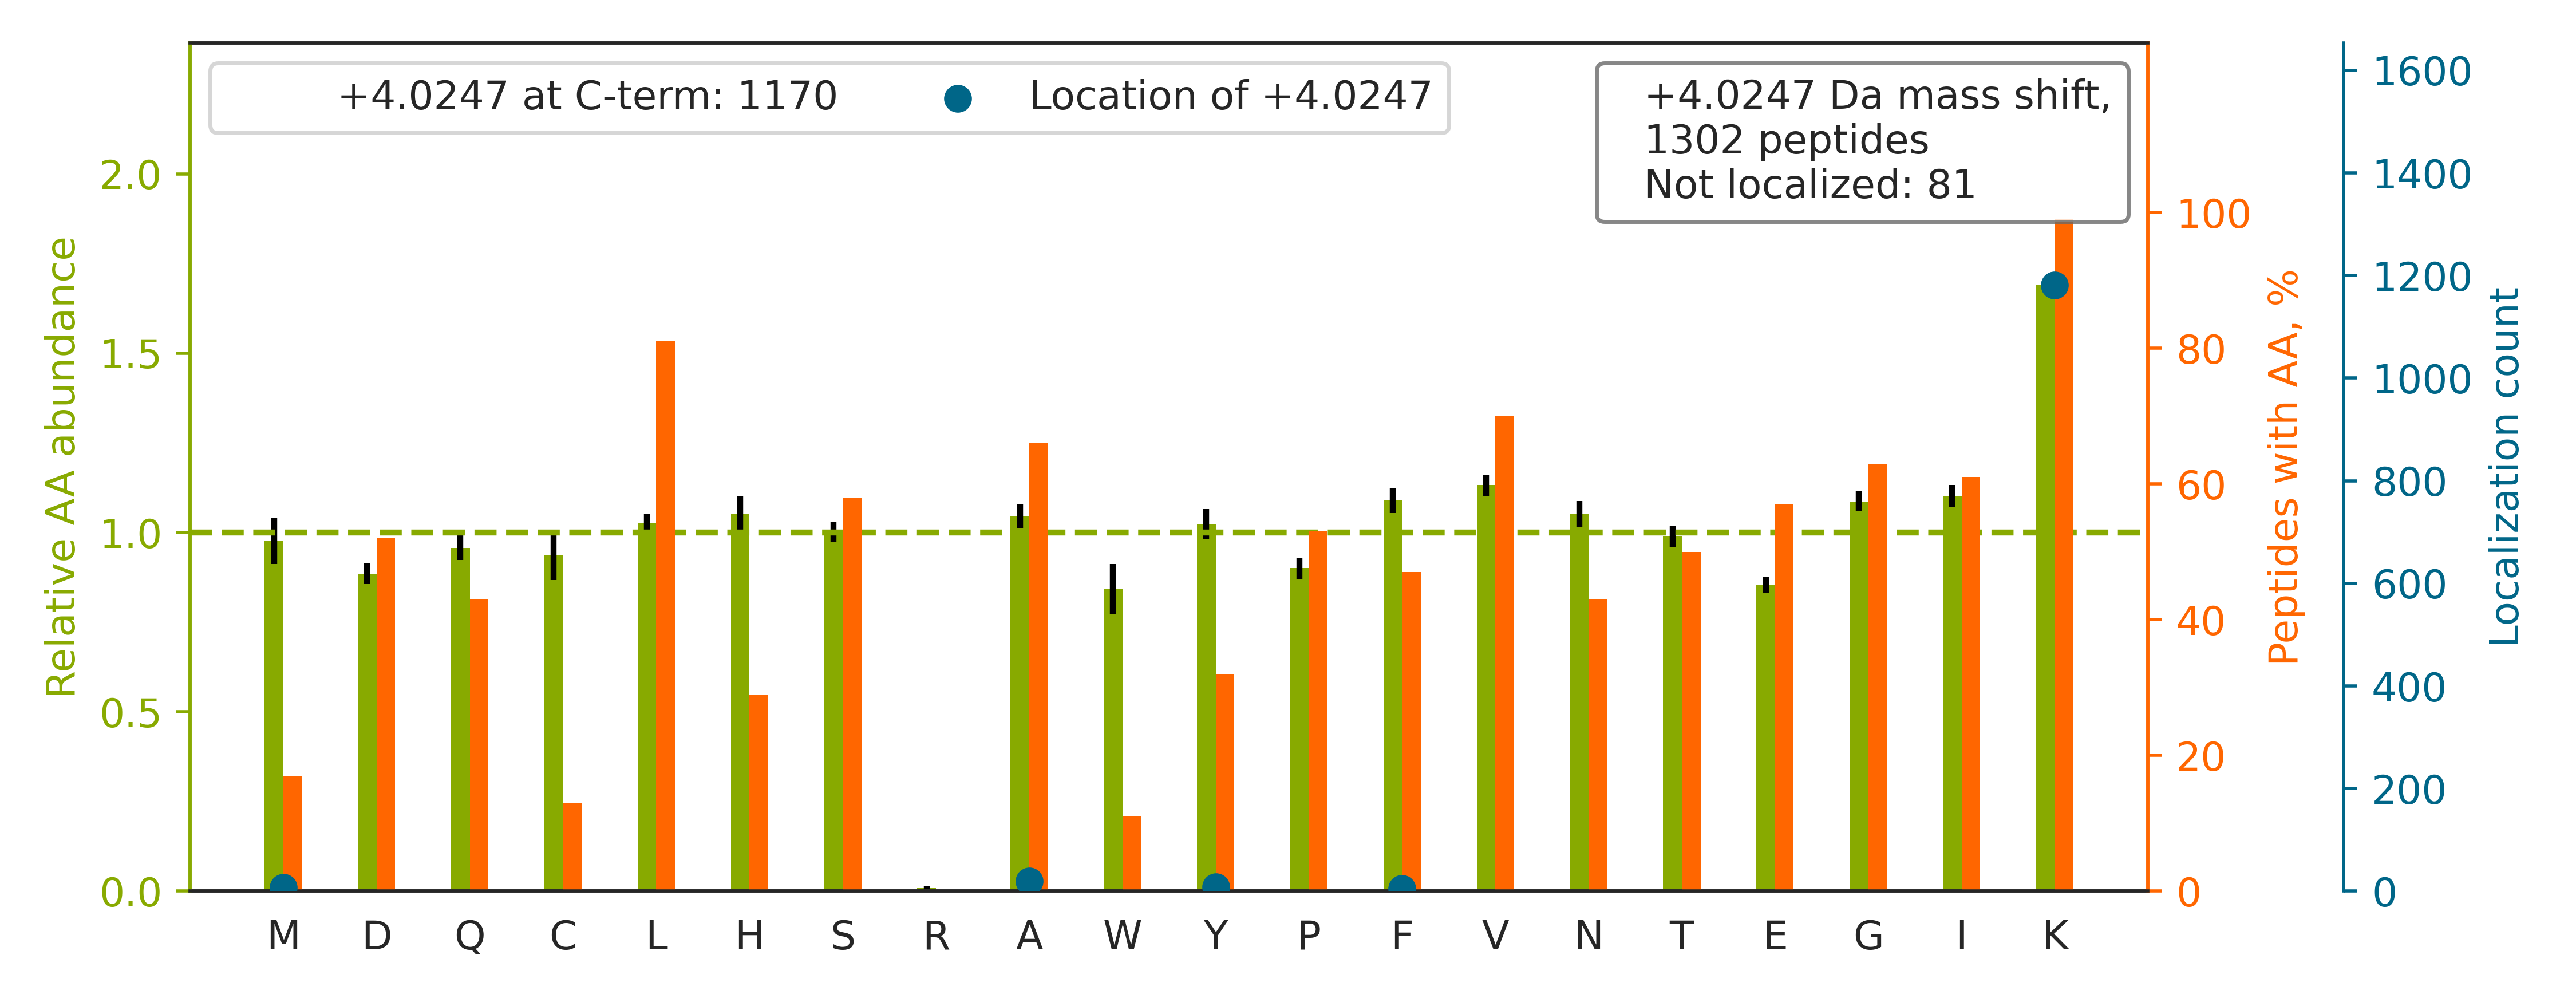 +4.0247 at C-term: 1170
Location of +4.0247
+4.0247 Da mass shift,
1302 peptides
Not localized: 81
Relative AA abundance
2.0
1.5
1.0
0.5
0.0
M D Q C L H S R A W Y P F V N T E G I K
100
80
60
40
20
0
Peptides with AA, %
1600
1400
1200
1000
800
600
400
200
0
Localization count